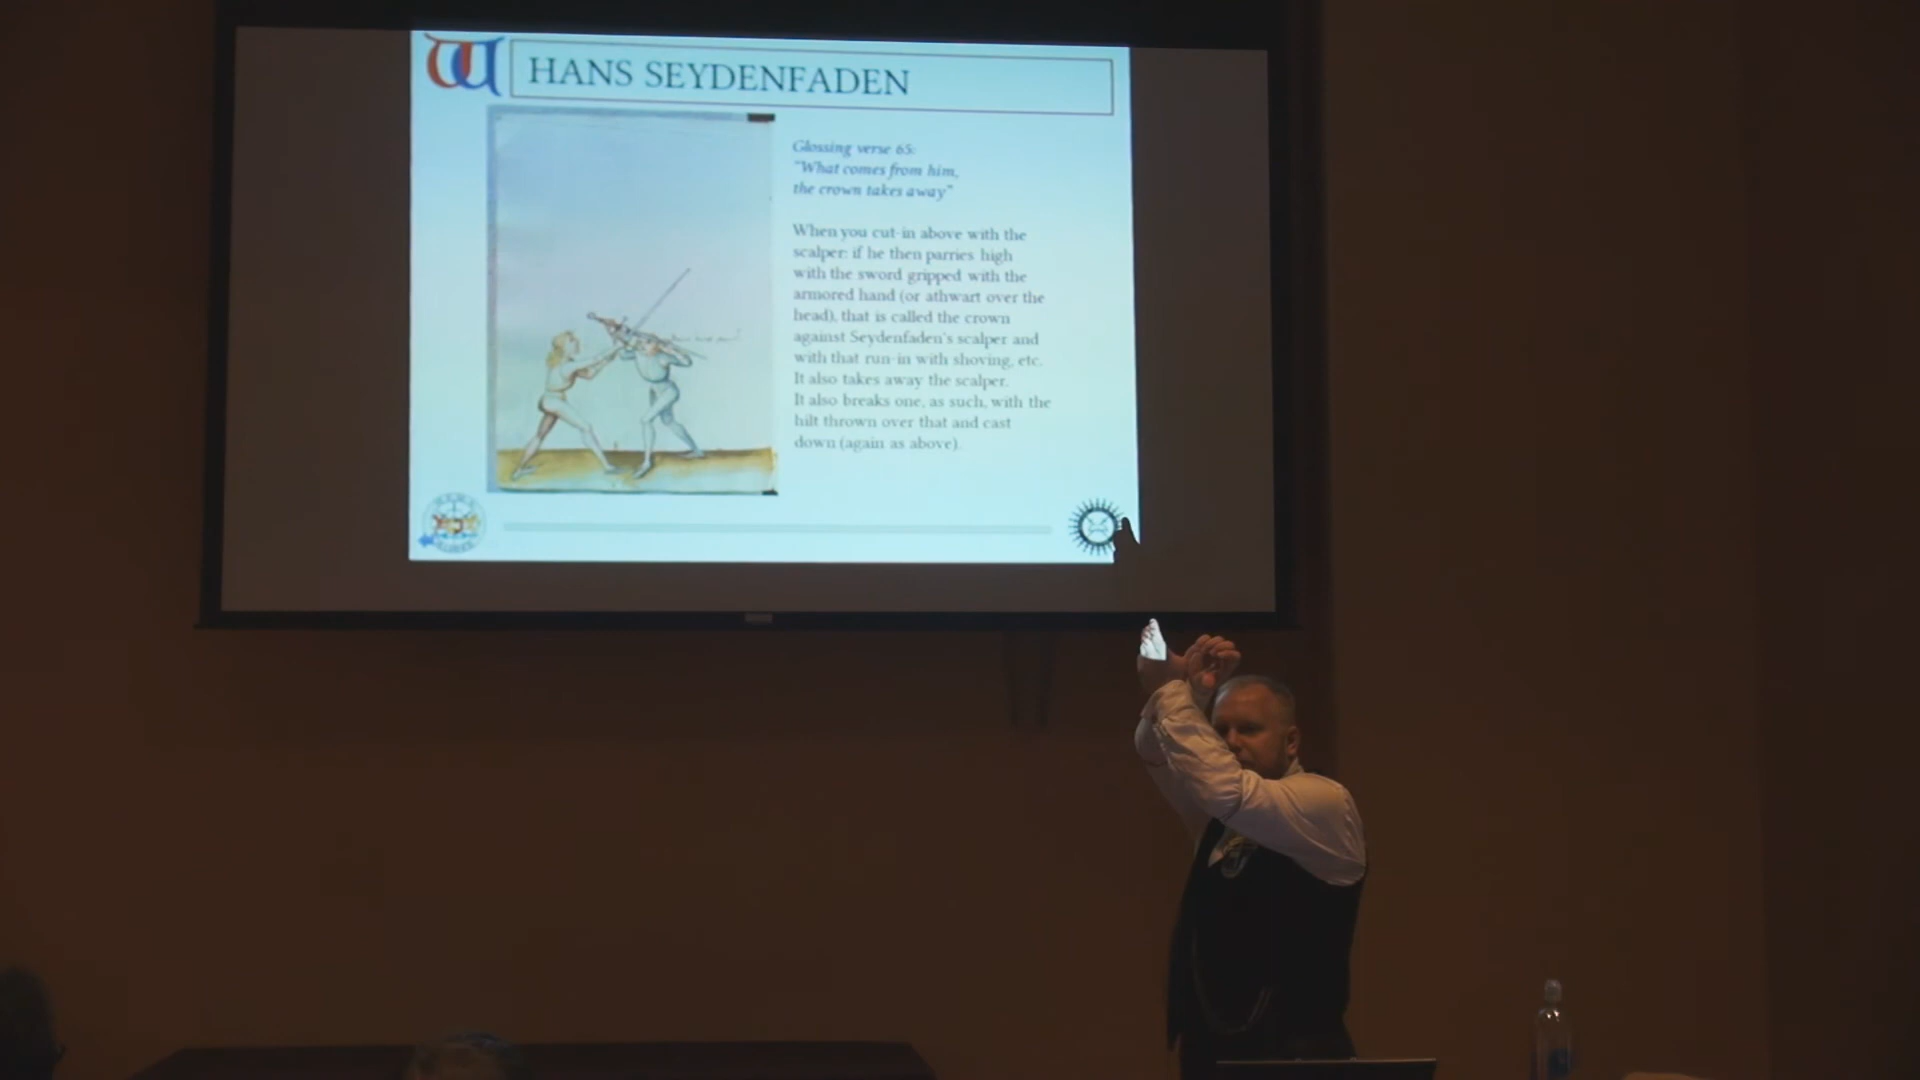 HANS SEYDENFADEN
Glossing verse 65:
"What comes from him,
the crown takes away"
When you cut-in above with the
scalper: if he then parries high
with the sword gripped with the
armored hand (or athwart over the
head), that is called the crown
against Seydenfaden's scalper and
with that run-in with shoving, etc.
It also takes away the scalper.
It also breaks one, as such, with the
hilt thrown over that and cast
down (again as above).